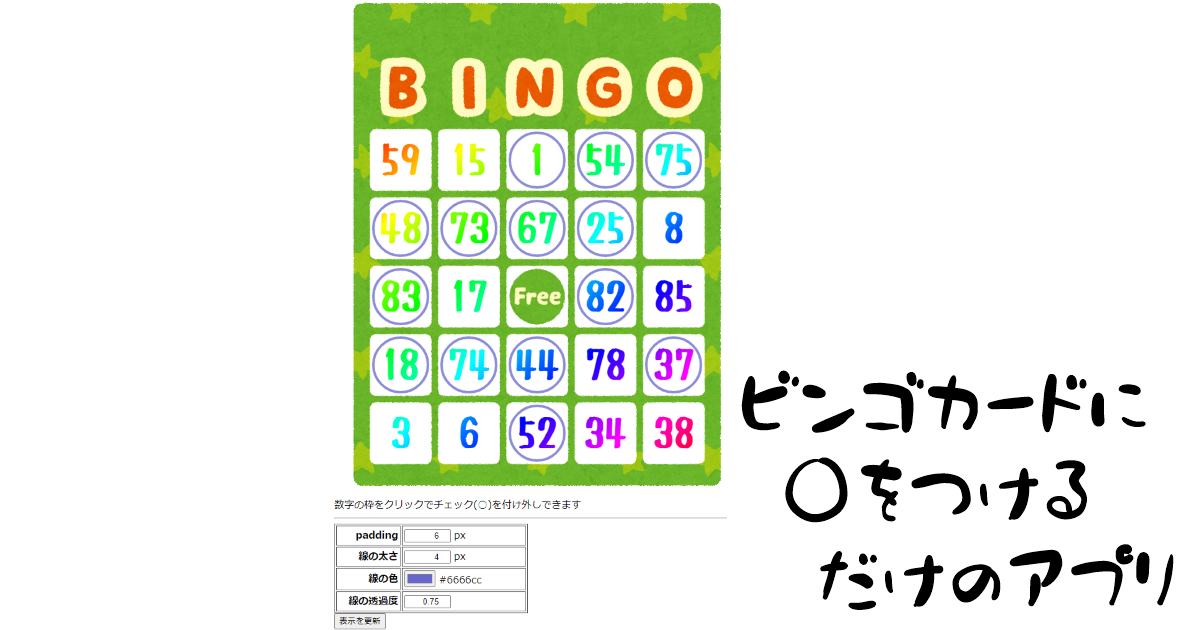 BINGO
59 15 1 54 75
48 73 67 25 8
83 17 Free 82 85
18 74 44 78 37
3 6 52 34 38
数字の枠をクリックでチェック(○)を付け外しできます
padding 6 px
線の太さ 4 px
線の色 #6666cc
線の透過度 0.75
表示を更新
ビンゴカードに
○をつける
だけのアプリ